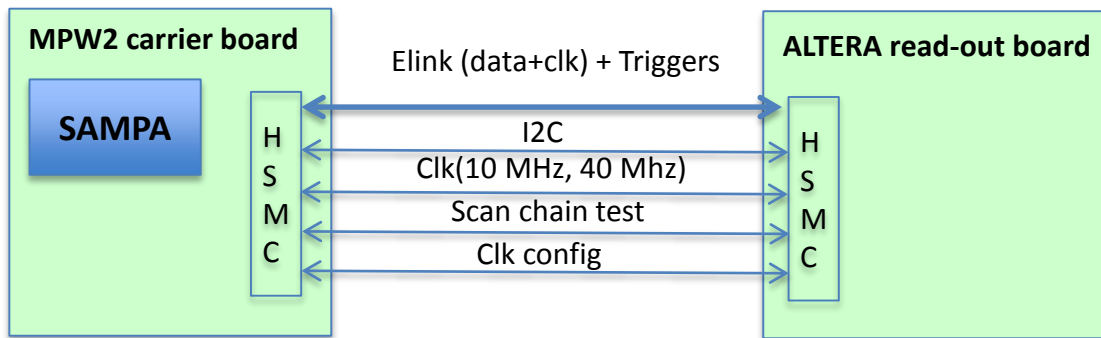 MPW2 carrier board
SAMPA
H
S
M
C
Elink (data+clk) + Triggers
I2C
Clk(10 MHz, 40 Mhz)
Scan chain test
Clk config
ALTERA read-out board
H
S
M
C